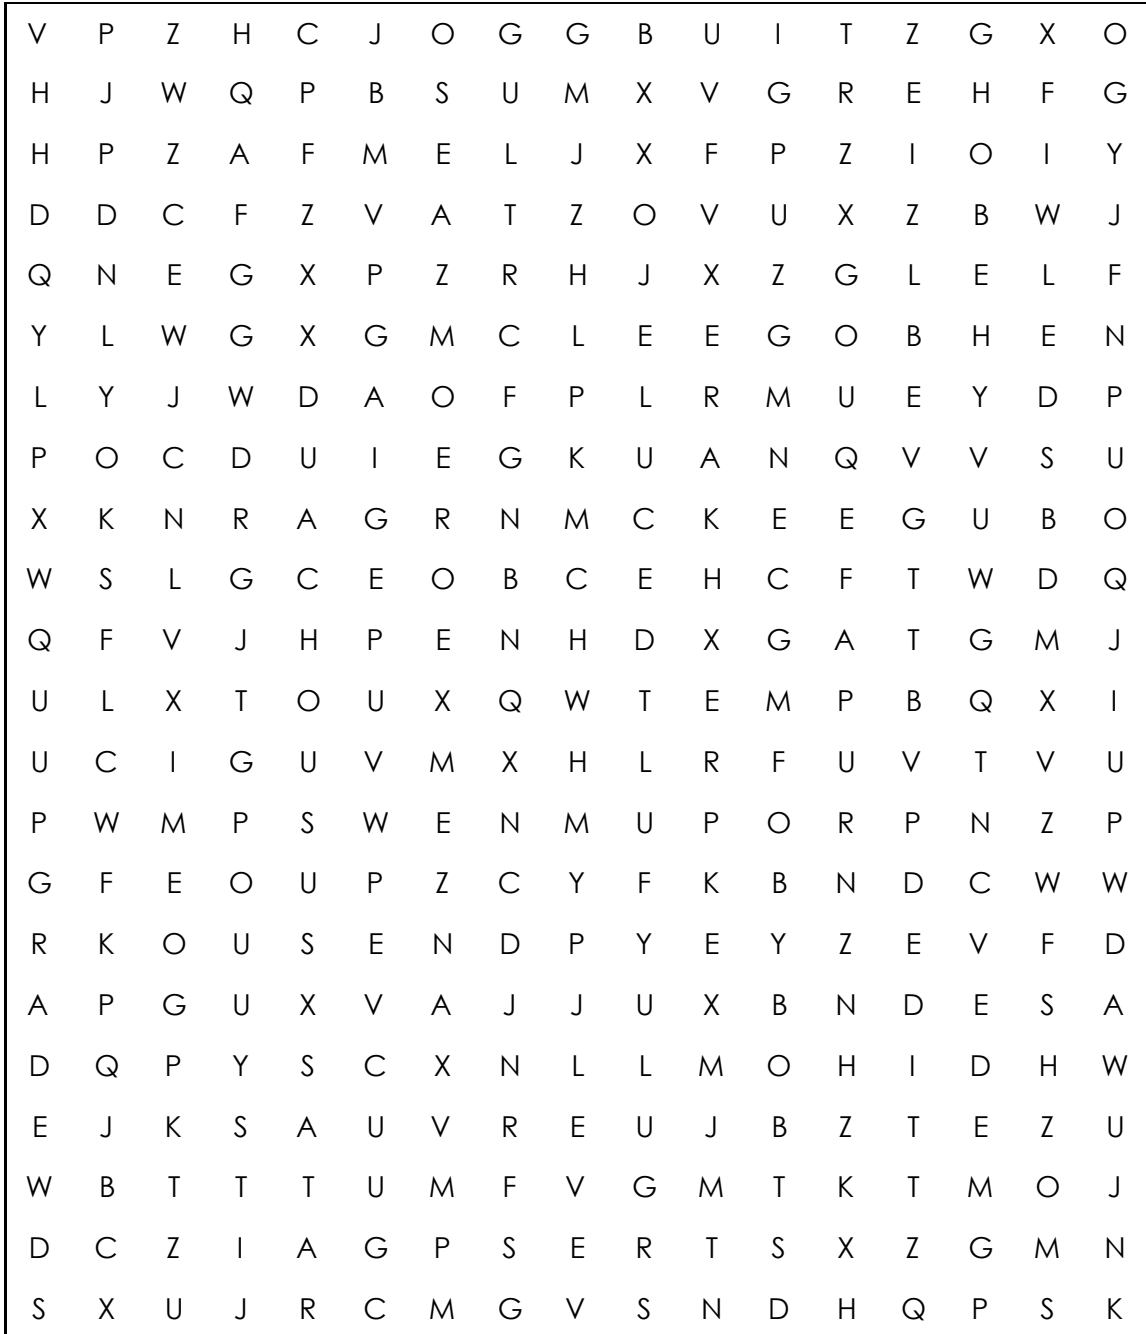 V P Z H C J O G G B U I T Z G X O
H J W Q P B S U M X V G R E H F G
H P Z A F M E L J X F P Z I O I Y
D D C F Z V A T Z O V U X Z B W J
Q N E G X P Z R H J X Z G L E L F
Y L W G X G M C L E E G O B H E N
L Y J W D A O F P L R M U E Y D P
P O C D U I E G K U A N Q V V S U
X K N R A G R N M C K E E G U B O
W S L G C E O B C E H C F T W D Q
Q F V J H P E N H D X G A T G M J
U L X T O U X Q W T E M P B Q X I
U C I G U V M X H L R F U V T V U
P W M P S W E N M U P O R P N Z P
G F E O U P Z C Y F K B N D C W W
R K O U S E N D P Y E Y Z E V F D
A P G U X V A J J U X B N D E S A
D Q P Y S C X N L L M O H I D H W
E J K S A U V R E U J B Z T E Z U
W B T T T U M F V G M T K T M O J
D C Z I A G P S E R T S X Z G M N
S X U J R C M G V S N D H Q P S K